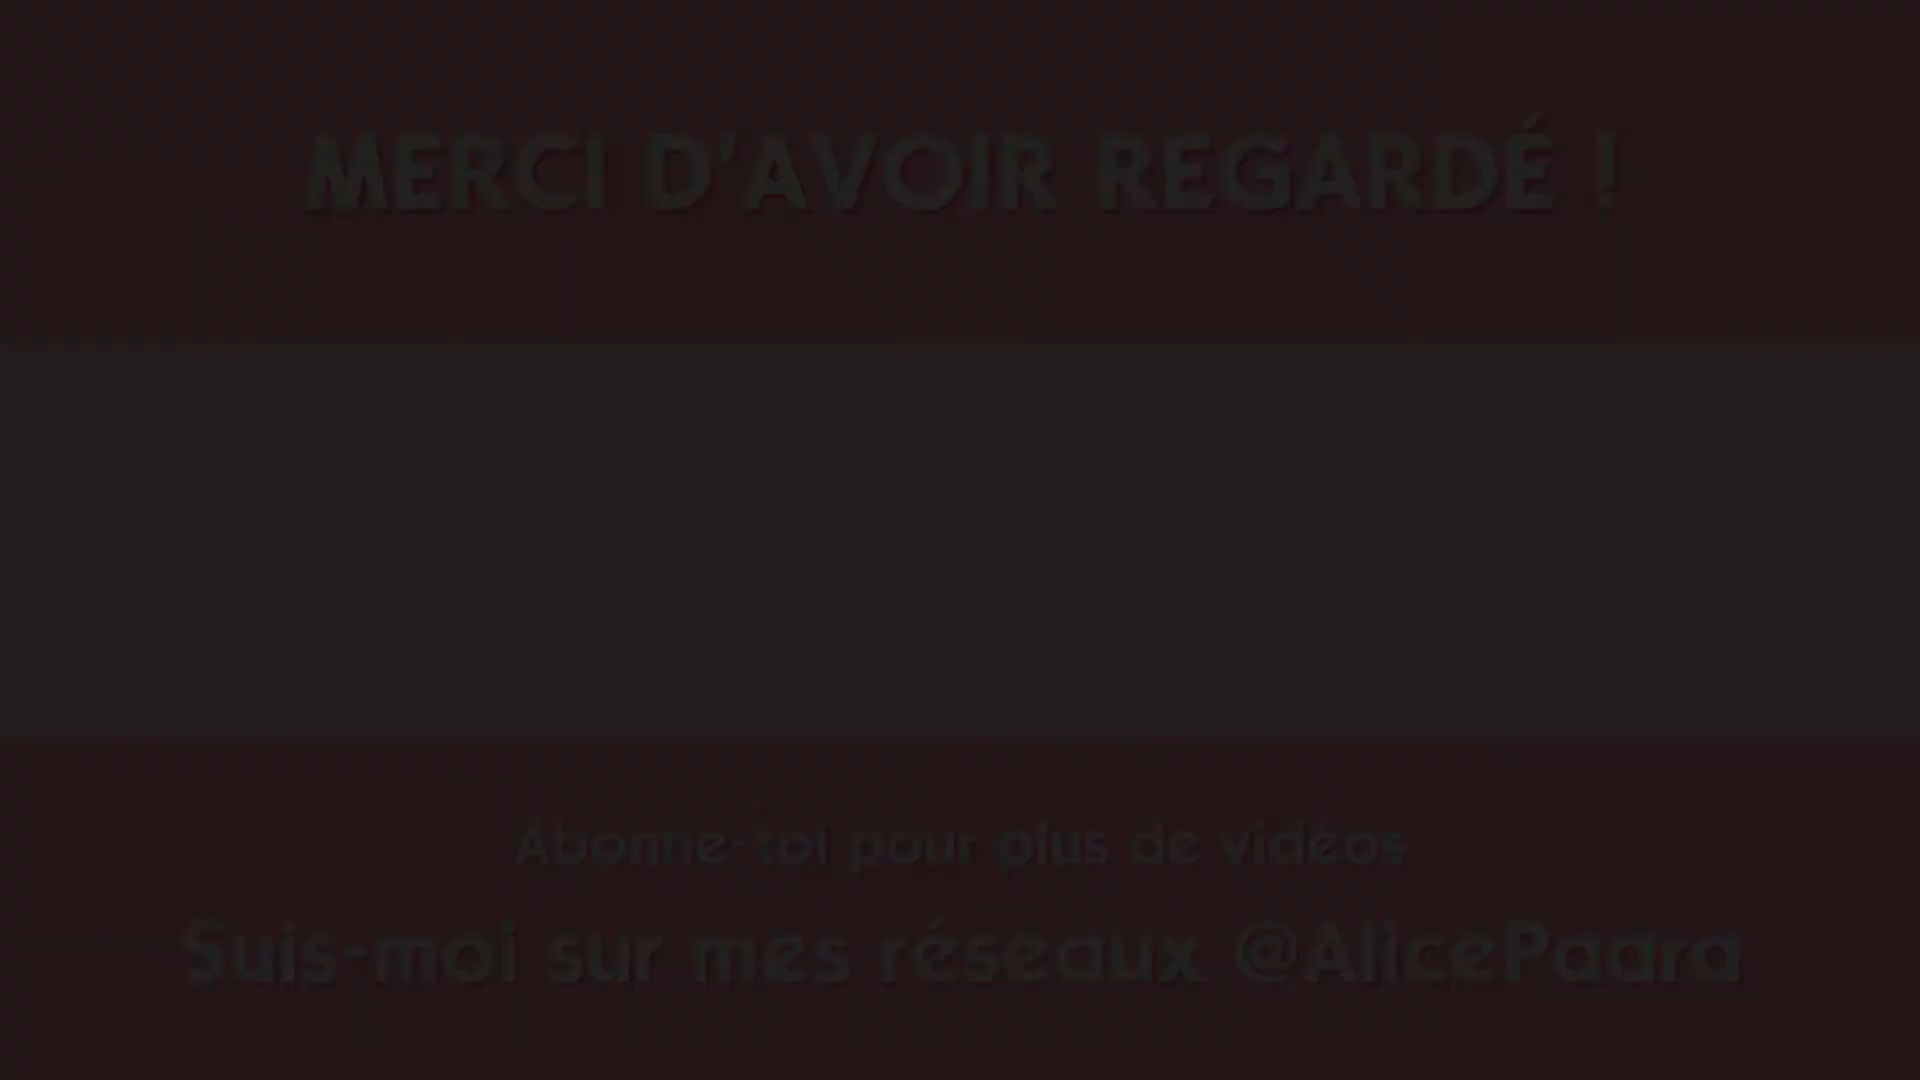 MERCI D'AVOIR REGARDÉ !
Abonne-toi pour plus de vidéos
Suis-moi sur mes réseaux @AlicePaara